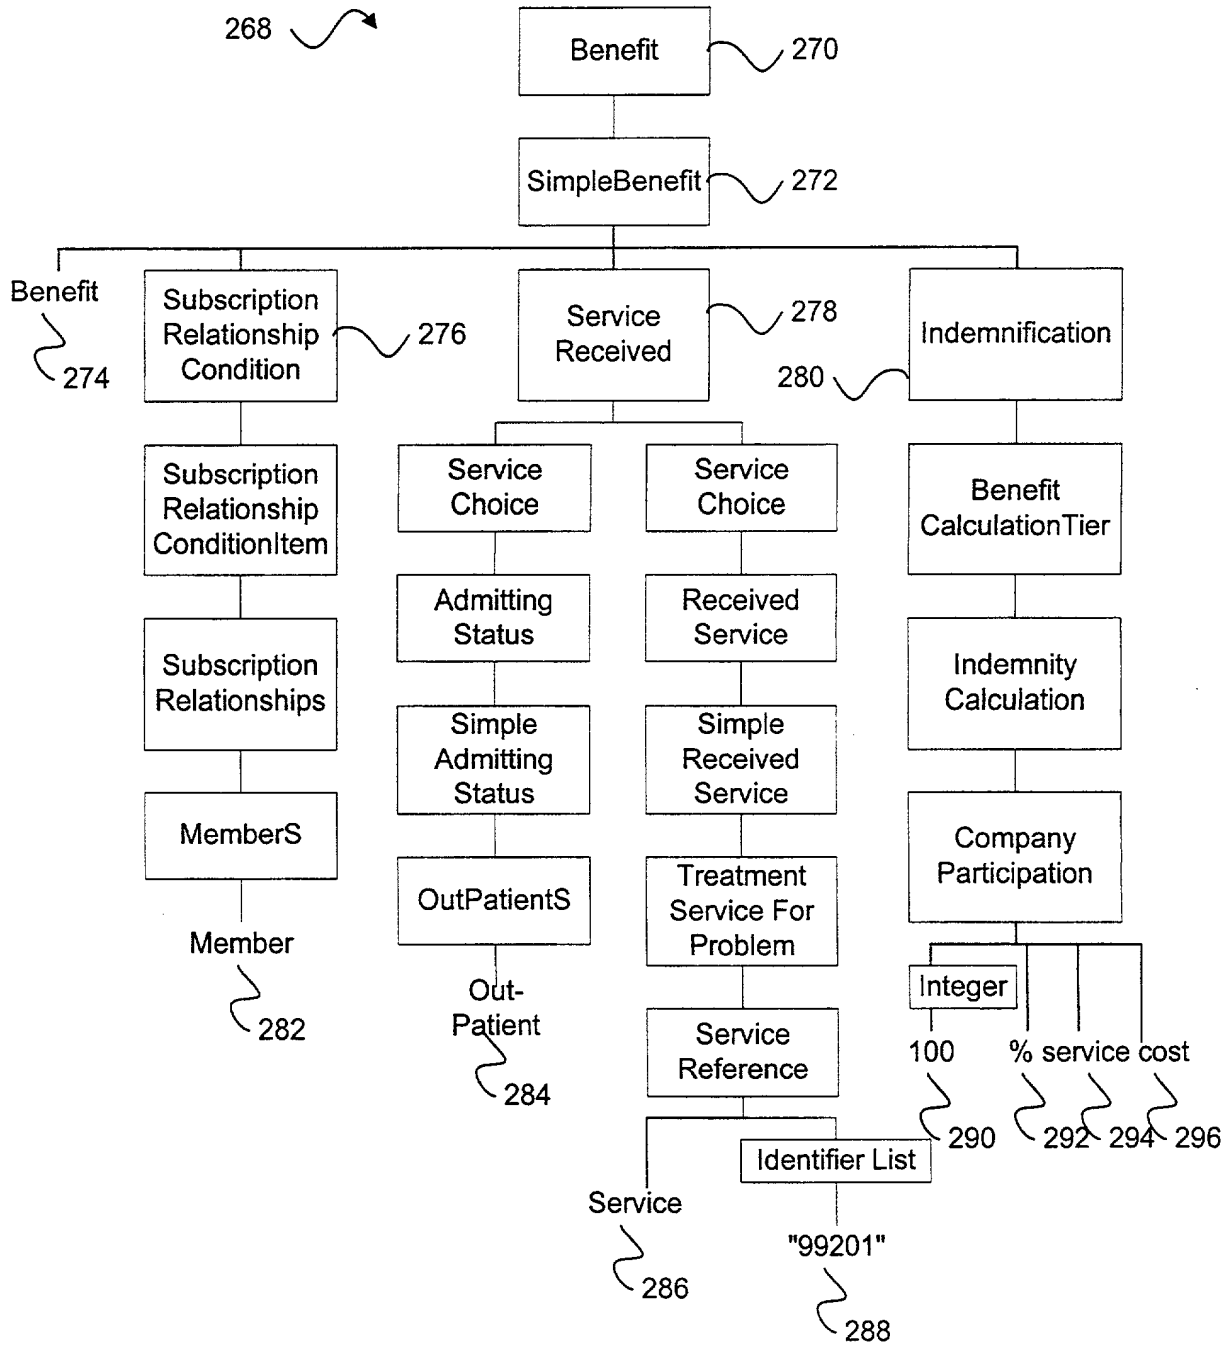 268
Benefit
270
SimpleBenefit
272
Benefit
274
Subscription
Relationship
Condition
276
Service
Received
278
Indemnification
280
Subscription
Relationship
ConditionItem
Service
Choice
Service
Choice
Benefit
CalculationTier
Admitting
Status
Received
Service
Subscription
Relationships
Indemnity
Calculation
Simple
Admitting
Status
Simple
Received
Service
MemberS
Company
Participation
OutPatientS
Treatment
Service For
Problem
Member
282
Out-
Patient
284
Integer
100
% service cost
290
292
294
296
Service
Reference
Identifier List
Service
286
"99201"
288